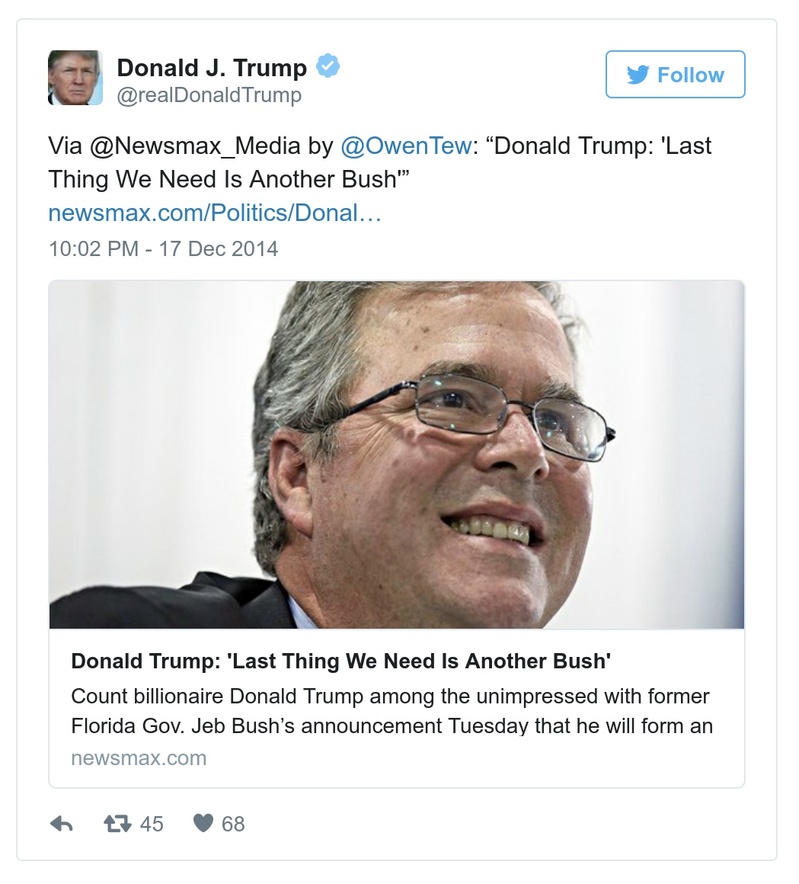 Donald J. Trump
@realDonaldTrump
Follow
Via @Newsmax_Media by @OwenTew: “Donald Trump: 'Last
Thing We Need Is Another Bush'”
newsmax.com/Politics/Donal…
10:02 PM - 17 Dec 2014
Donald Trump: 'Last Thing We Need Is Another Bush'
Count billionaire Donald Trump among the unimpressed with former
Florida Gov. Jeb Bush’s announcement Tuesday that he will form an
newsmax.com
45
68